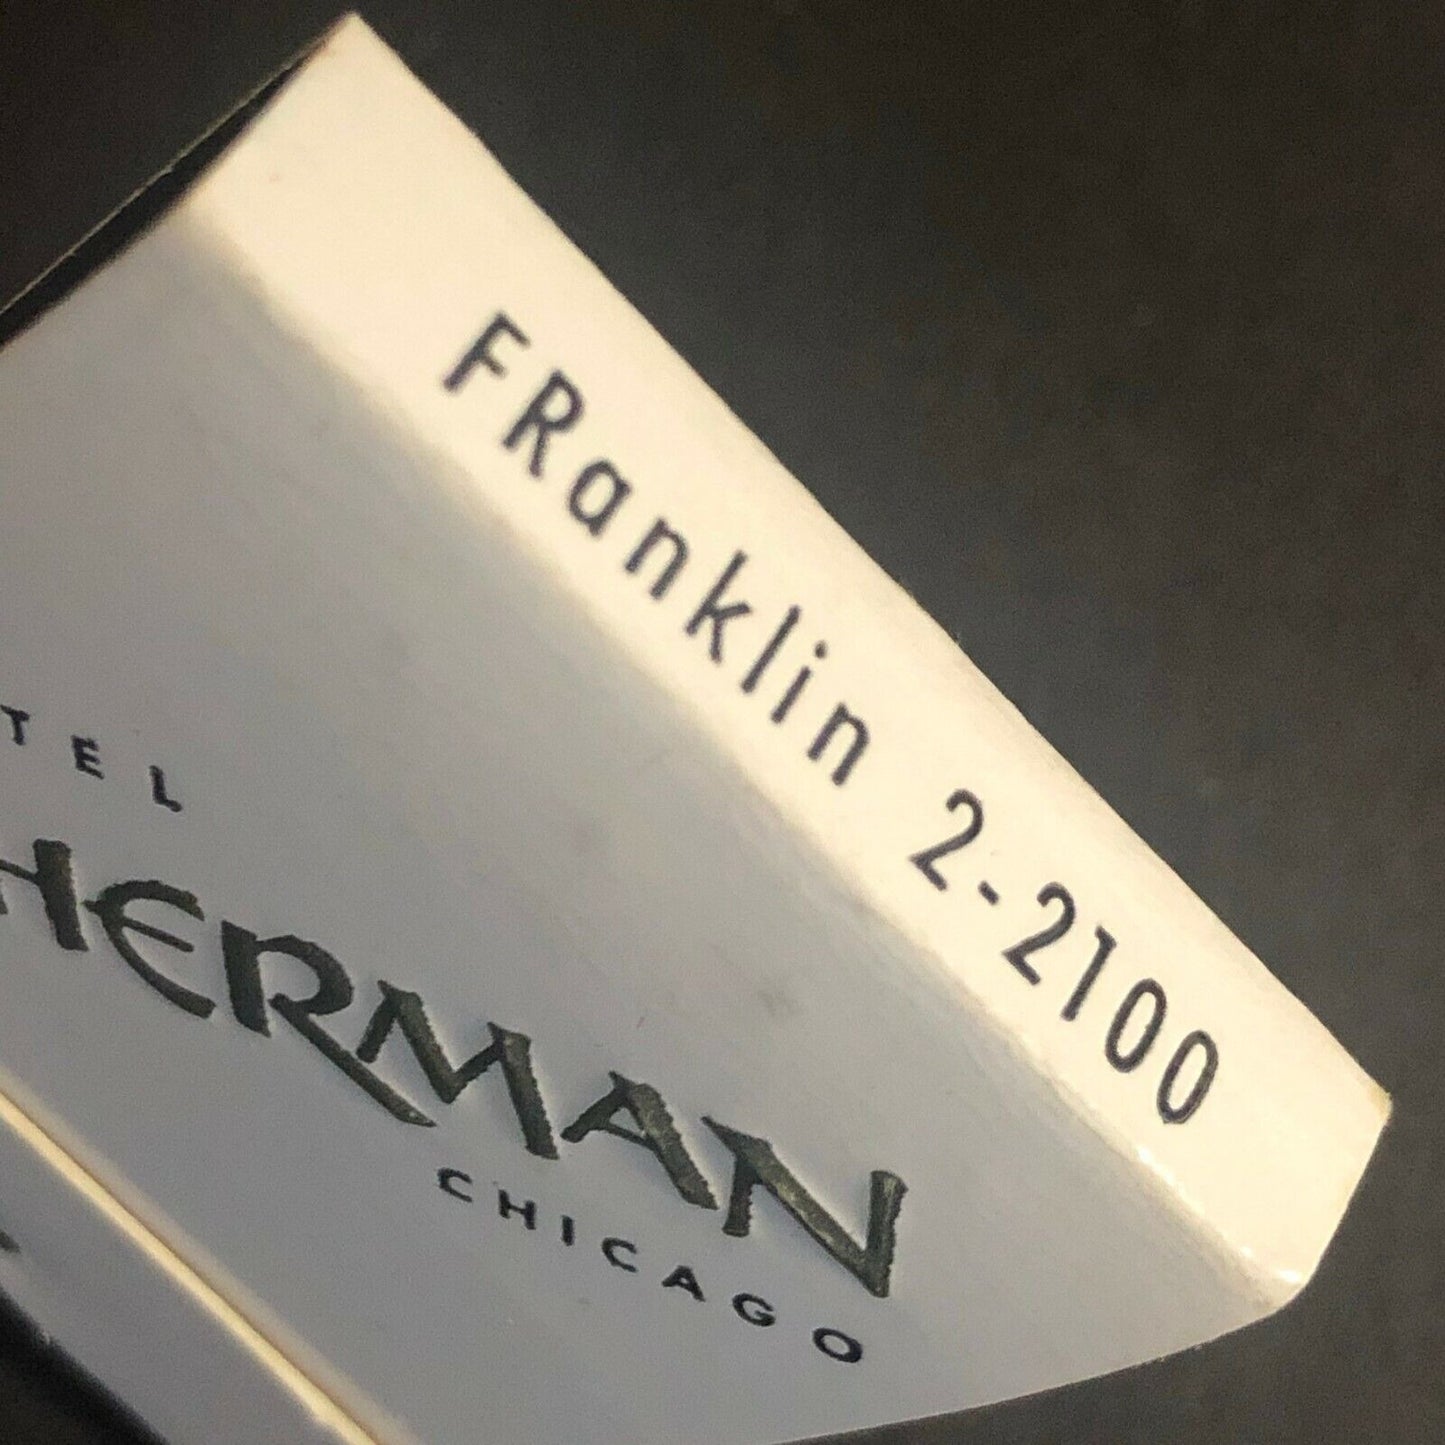 FRanklin 2-2100
TEL
HERMAN
CHICAGO